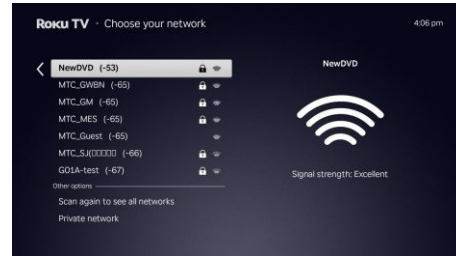 Roku TV · Choose your network
4:06 pm
NewDVD (-53)
MTC_GWBN (-65)
MTC_GM (-65)
MTC_MES (-65)
MTC_Guest (-65)
MTC_SJ(▯▯▯▯▯ (-66)
G01A-test (-67)
Other options
Scan again to see all networks
Private network
NewDVD
Signal strength: Excellent